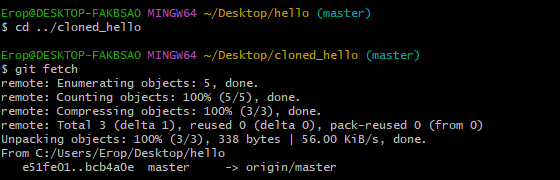 Егор@DESKTOP-FAKBSAO MINGW64 ~/Desktop/hello (master)
$ cd ../cloned_hello
Егор@DESKTOP-FAKBSAO MINGW64 ~/Desktop/cloned_hello (master)
$ git fetch
remote: Enumerating objects: 5, done.
remote: Counting objects: 100% (5/5), done.
remote: Compressing objects: 100% (3/3), done.
remote: Total 3 (delta 1), reused 0 (delta 0), pack-reused 0 (from 0)
Unpacking objects: 100% (3/3), 338 bytes | 56.00 KiB/s, done.
From C:/Users/Егор/Desktop/hello
   e51fe01..bcb4a0e  master     -> origin/master